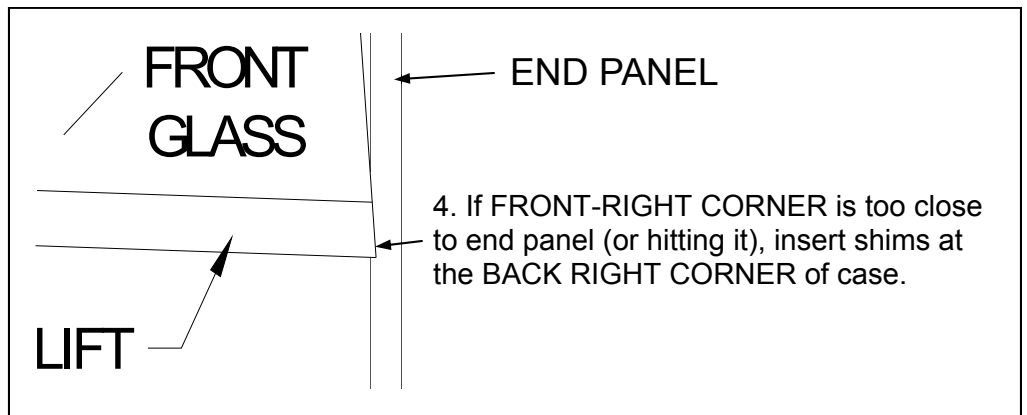 FRONT
GLASS
END PANEL
4. If FRONT-RIGHT CORNER is too close
to end panel (or hitting it), insert shims at
the BACK RIGHT CORNER of case.
LIFT